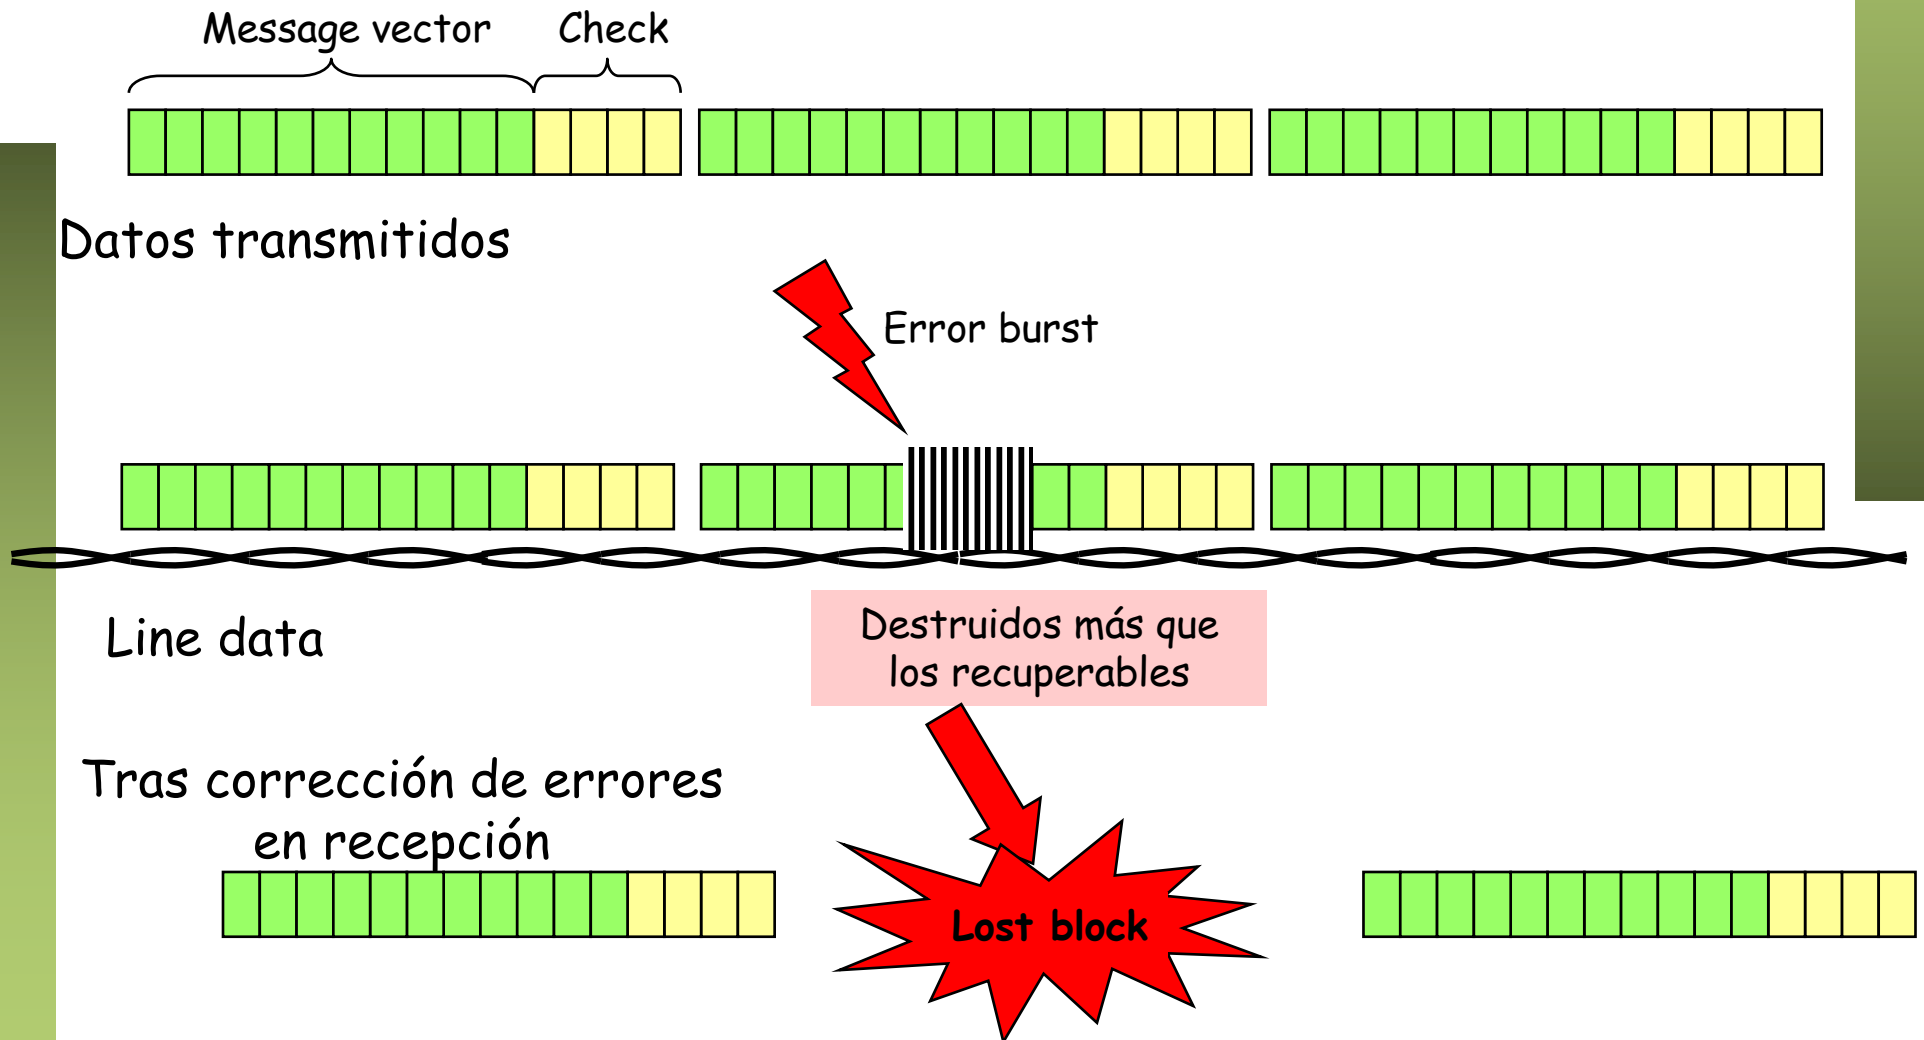 Message vector
Check
Datos transmitidos
Error burst
Line data
Destruidos más que
los recuperables
Tras corrección de errores
en recepción
Lost block